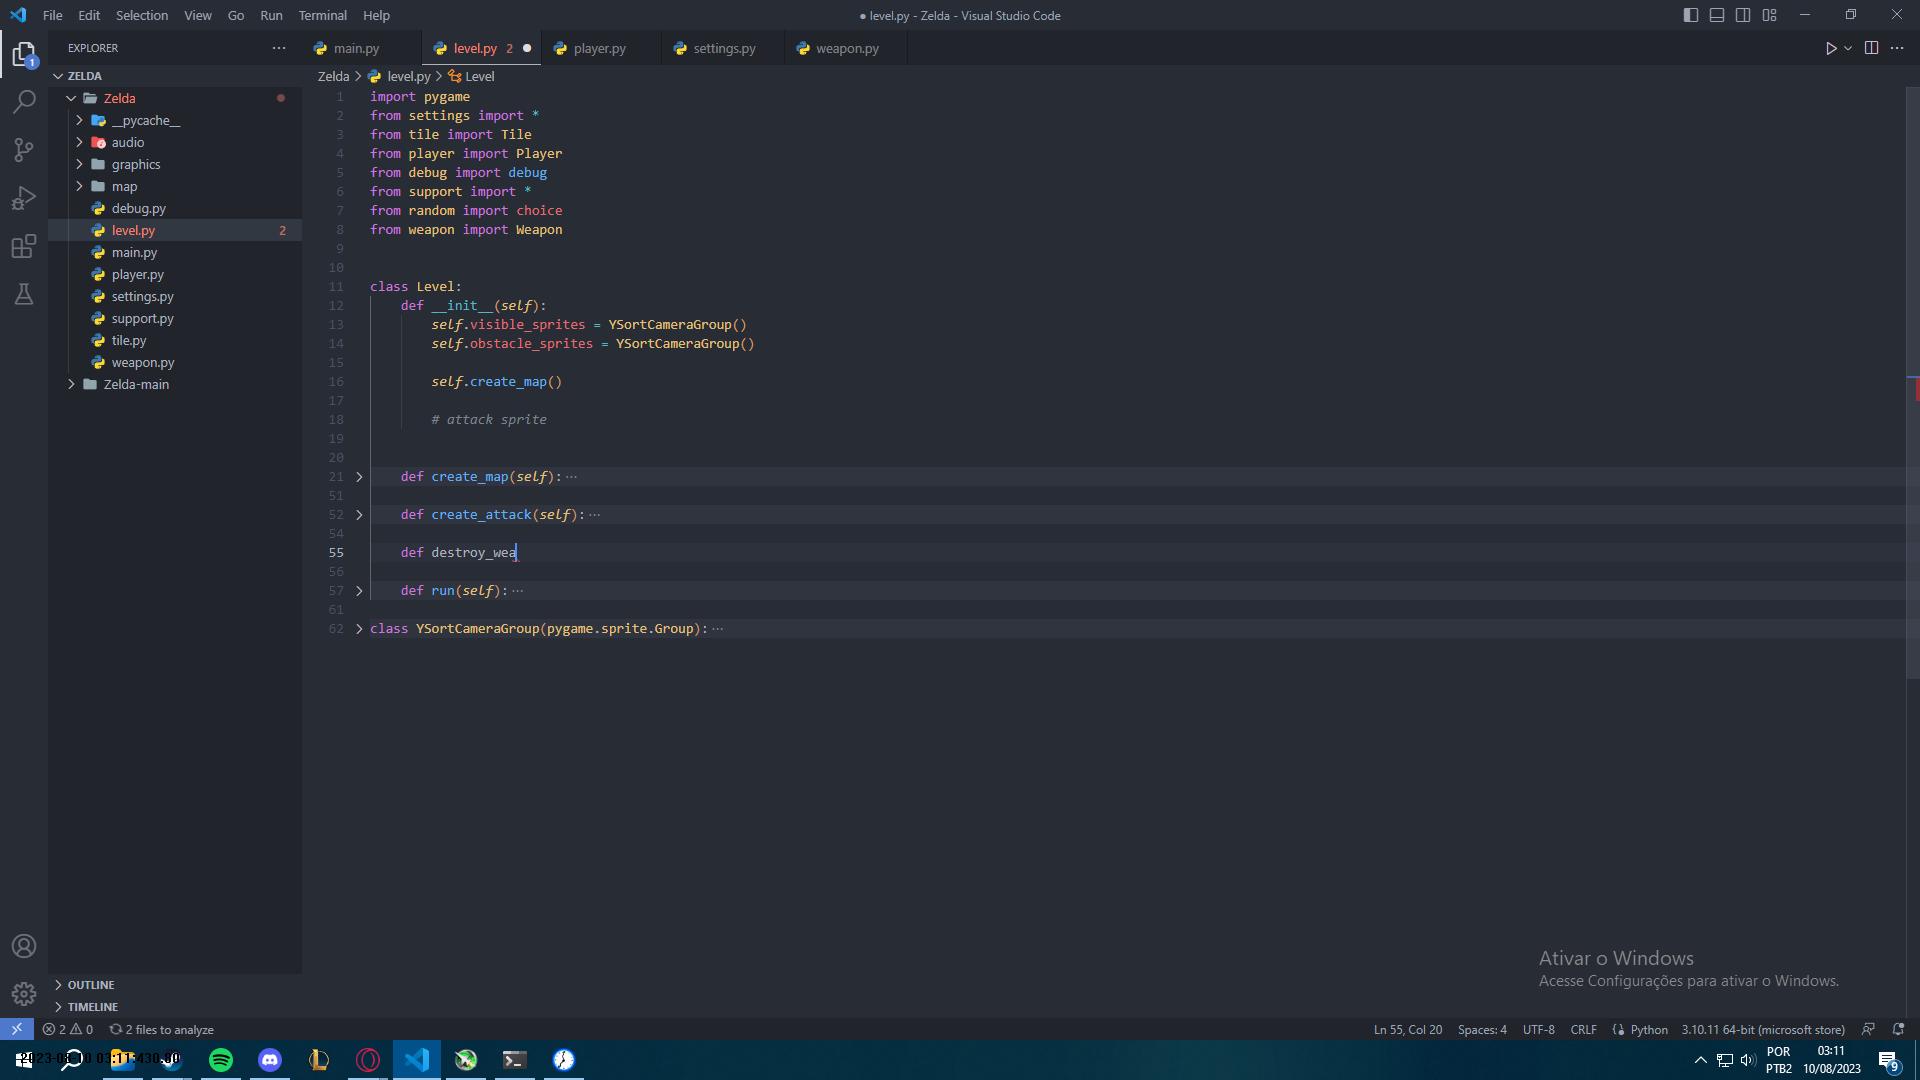 File Edit Selection View Go Run Terminal Help
● level.py - Zelda - Visual Studio Code
EXPLORER
main.py
level.py 2
player.py
settings.py
weapon.py
ZELDA
Zelda > level.py > Level
Zelda
__pycache__
audio
graphics
map
debug.py
level.py 2
main.py
player.py
settings.py
support.py
tile.py
weapon.py
Zelda-main
1 import pygame
2 from settings import *
3 from tile import Tile
4 from player import Player
5 from debug import debug
6 from support import *
7 from random import choice
8 from weapon import Weapon
9
10
11 class Level:
12 def __init__(self):
13 self.visible_sprites = YSortCameraGroup()
14 self.obstacle_sprites = YSortCameraGroup()
15
16 self.create_map()
17
18 # attack sprite
19
20
21 def create_map(self):···
51
52 def create_attack(self):···
54
55 def destroy_wea
56
57 def run(self):···
61
62 class YSortCameraGroup(pygame.sprite.Group):···
Ativar o Windows
Acesse Configurações para ativar o Windows.
OUTLINE
TIMELINE
1
2 0 2 files to analyze
Ln 55, Col 20 Spaces: 4 UTF-8 CRLF Python 3.10.11 64-bit (microsoft store)
POR
PTB2
03:11
10/08/2023
9